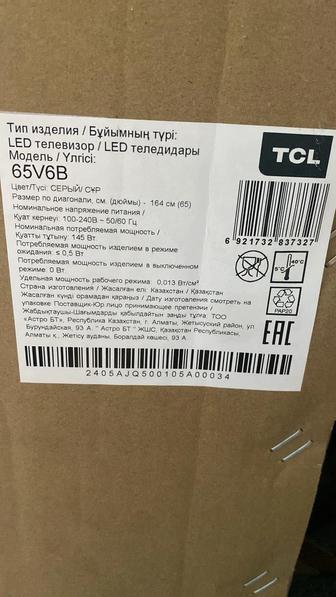 Тип изделия / Бұйымның түрі:
LED телевизор / LED теледидары
Модель / Үлгісі:
65V6B
TCL
Цвет/Түсі: СЕРЫЙ/ СҰР
Размер по диагонали, см. (дюймы) - 164 см (65)
Номинальное напряжение питания /
Қуат кернеуі: 100-240В ~ 50/60 Гц
Номинальная потребляемая мощность /
Қуатты тұтыну: 145 Вт
Потребляемая мощность изделием в режиме
ожидания: ≤ 0,5 Вт
Потребляемая мощность изделием в выключенном
режиме: 0 Вт
Удельная мощность рабочего режима: 0,013 Вт/см²
Страна изготовления / Жасалған елі: Казахстан / Қазақстан
Жасалған күнді орамадан қараңыз / Дату изготовления смотреть на
упаковке Поставщик-Юр лицо принимающее претензии /
Жабдықтаушы-Шағымдарды қабылдайтын заңды тұлға: ТОО
«Астро БТ», Республика Казахстан, г. Алматы, Жетысуский район, ул.
Бурундайская, 93 А. " Астро БТ " ЖШС, Қазақстан Республикасы,
Алматы қ., Жетісу ауданы, Боралдай көшесі, 93 А.
6 921732 837327
5°C
40°C
PAP20
EAC
2405AJQ500105A00034